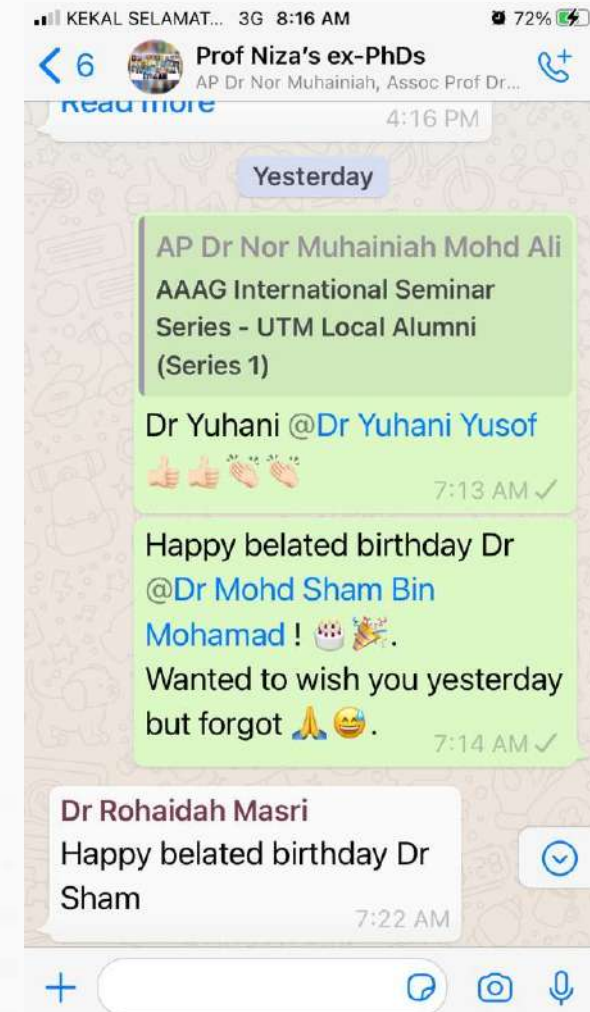 KEKAL SELAMAT... 3G 8:16 AM 72%
6 Prof Niza's ex-PhDs
AP Dr Nor Muhainiah, Assoc Prof Dr...
Read more
4:16 PM
Yesterday
AP Dr Nor Muhainiah Mohd Ali
AAAG International Seminar
Series - UTM Local Alumni
(Series 1)
Dr Yuhani @Dr Yuhani Yusof
👍🏻👍🏻👏🏻👏🏻
7:13 AM
Happy belated birthday Dr
@Dr Mohd Sham Bin
Mohamad ! 🎂🎉.
Wanted to wish you yesterday
but forgot 🙏😅.
7:14 AM
Dr Rohaidah Masri
Happy belated birthday Dr
Sham
7:22 AM